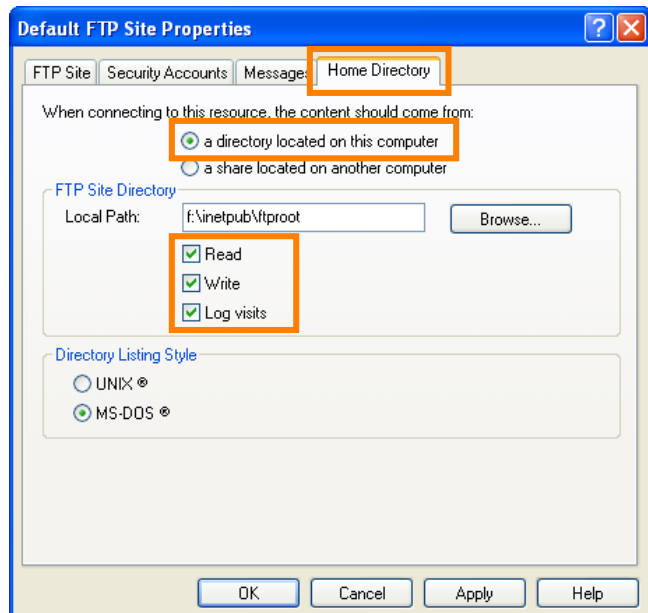 Default FTP Site Properties
FTP Site Security Accounts Messages Home Directory
When connecting to this resource, the content should come from:
a directory located on this computer
a share located on another computer
FTP Site Directory
Local Path: f:\inetpub\ftproot Browse...
Read
Write
Log visits
Directory Listing Style
UNIX ®
MS-DOS ®
OK Cancel Apply Help